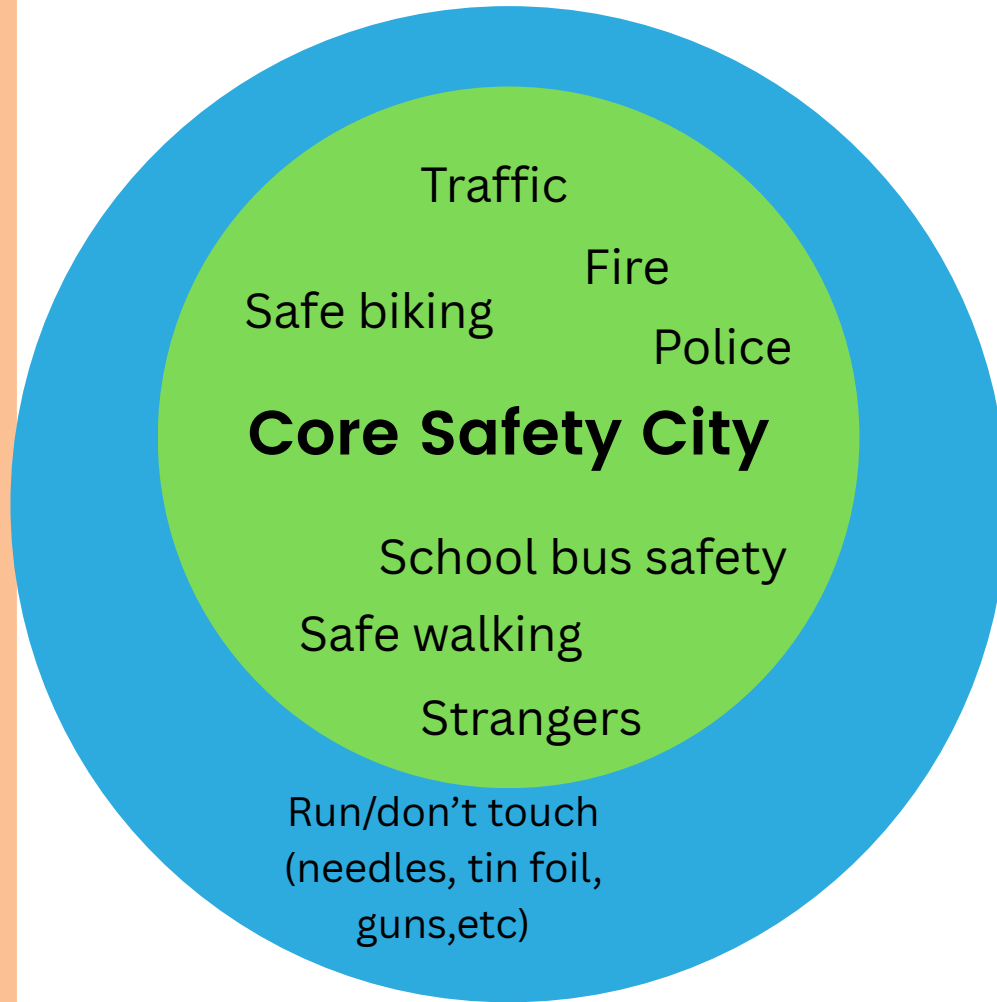 Traffic
Fire
Safe biking
Police
Core Safety City
School bus safety
Safe walking
Strangers
Run/don’t touch
(needles, tin foil,
guns,etc)